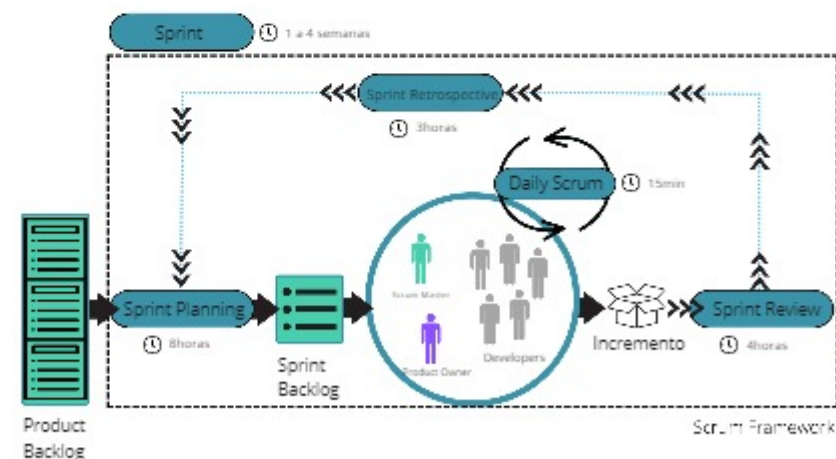 Sprint
1 a 4 semanas
Sprint Retrospective
3horas
Daily Scrum
15min
Scrum Master
Product Owner
Developers
Sprint Planning
8horas
Sprint
Backlog
Incremento
Sprint Review
4horas
Product
Backlog
Scrum Framework